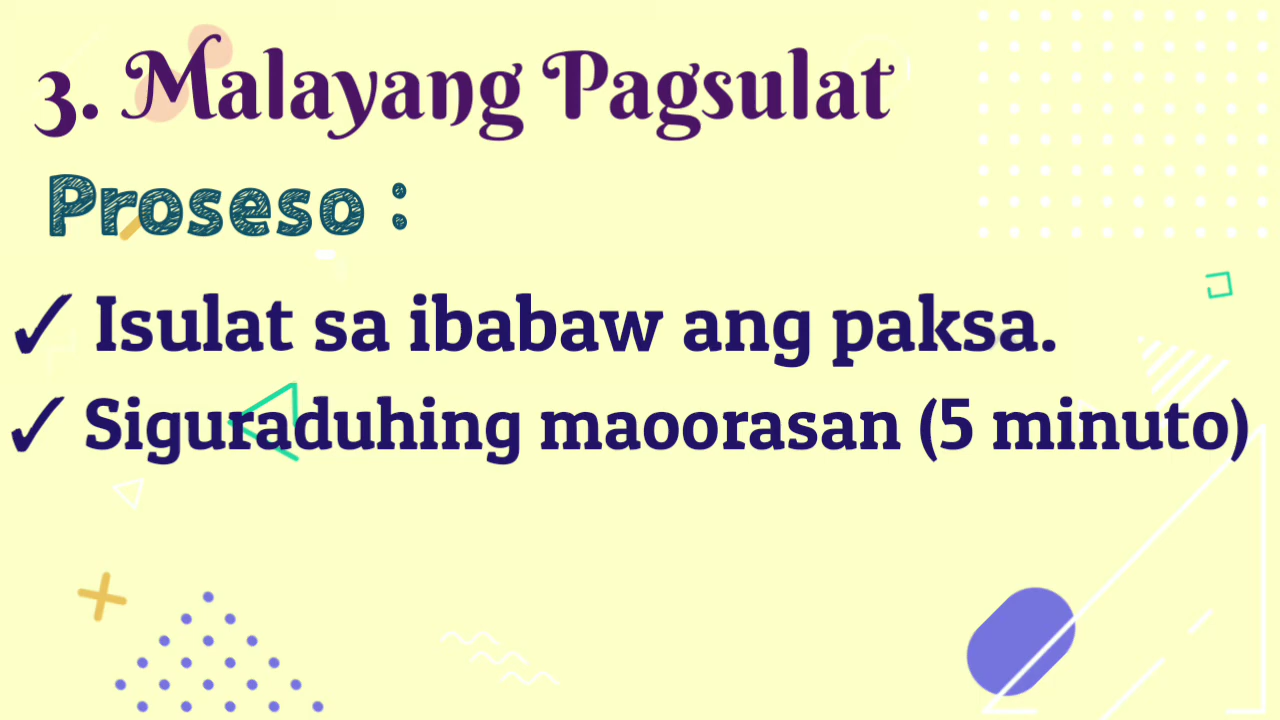 3. Malayang Pagsulat
Proseso :
✓ Isulat sa ibabaw ang paksa.
✓ Siguraduhing maoorasan (5 minuto)